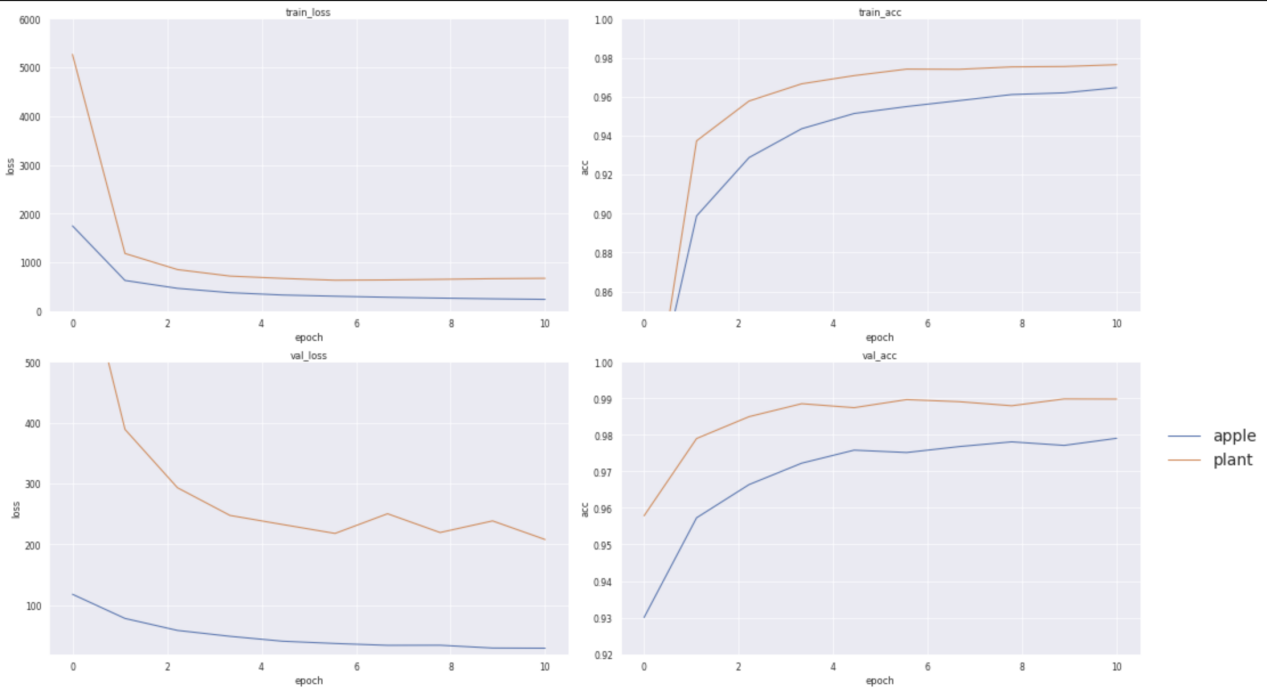 train_loss
6000
5000
4000
3000
2000
1000
0
loss
0 2 4 6 8 10
epoch
train_acc
1.00
0.98
0.96
0.94
0.92
0.90
0.88
0.86
acc
0 2 4 6 8 10
epoch
val_loss
500
400
300
200
100
loss
0 2 4 6 8 10
epoch
val_acc
1.00
0.99
0.98
0.97
0.96
0.95
0.94
0.93
0.92
acc
0 2 4 6 8 10
epoch
apple
plant